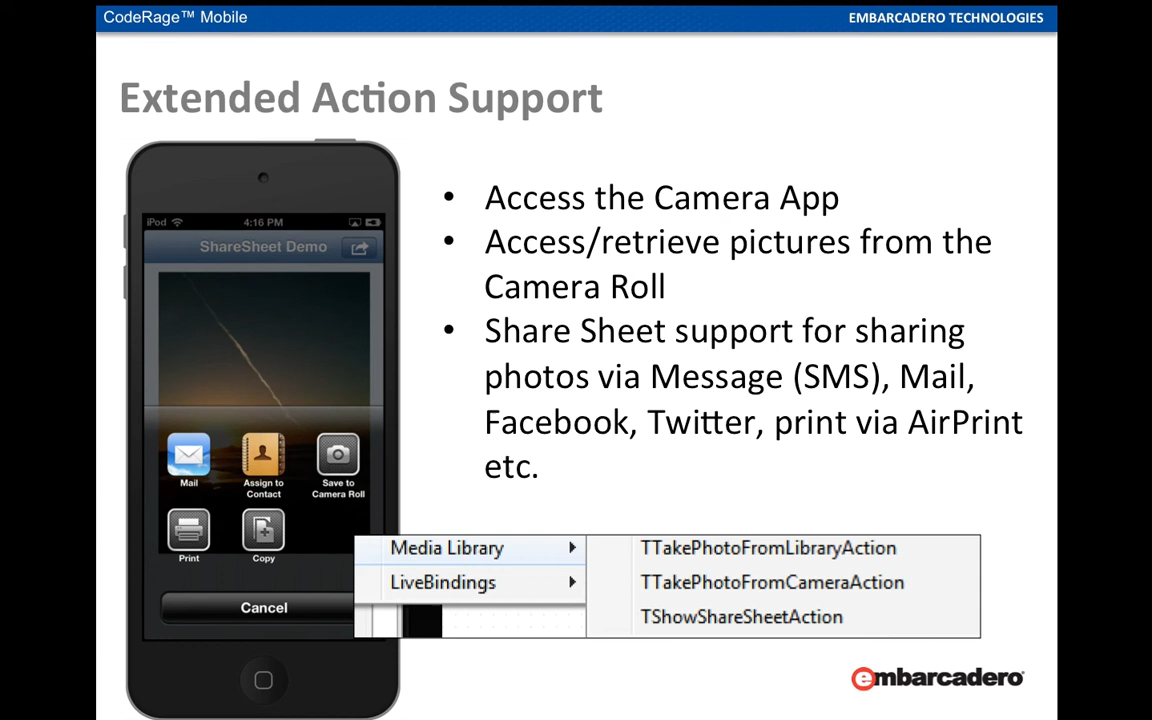 CodeRage™ Mobile
EMBARCADERO TECHNOLOGIES
Extended Action Support
iPod
4:16 PM
ShareSheet Demo
Mail
Assign to
Contact
Save to
Camera Roll
Print
Copy
Cancel
• Access the Camera App
• Access/retrieve pictures from the
Camera Roll
• Share Sheet support for sharing
photos via Message (SMS), Mail,
Facebook, Twitter, print via AirPrint
etc.
Media Library
LiveBindings
TTakePhotoFromLibraryAction
TTakePhotoFromCameraAction
TShowShareSheetAction
embarcadero